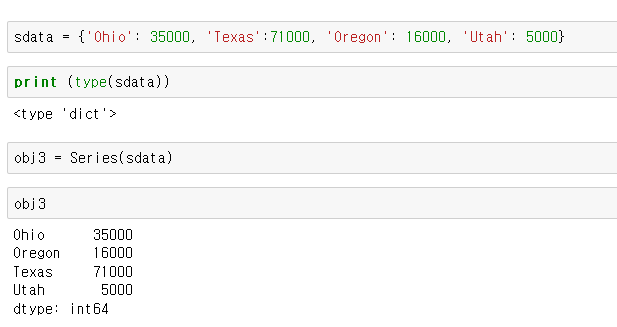 sdata = {'Ohio': 35000, 'Texas':71000, 'Oregon': 16000, 'Utah': 5000}
print (type(sdata))
<type 'dict'>
obj3 = Series(sdata)
obj3
Ohio      35000
Oregon    16000
Texas     71000
Utah       5000
dtype: int64